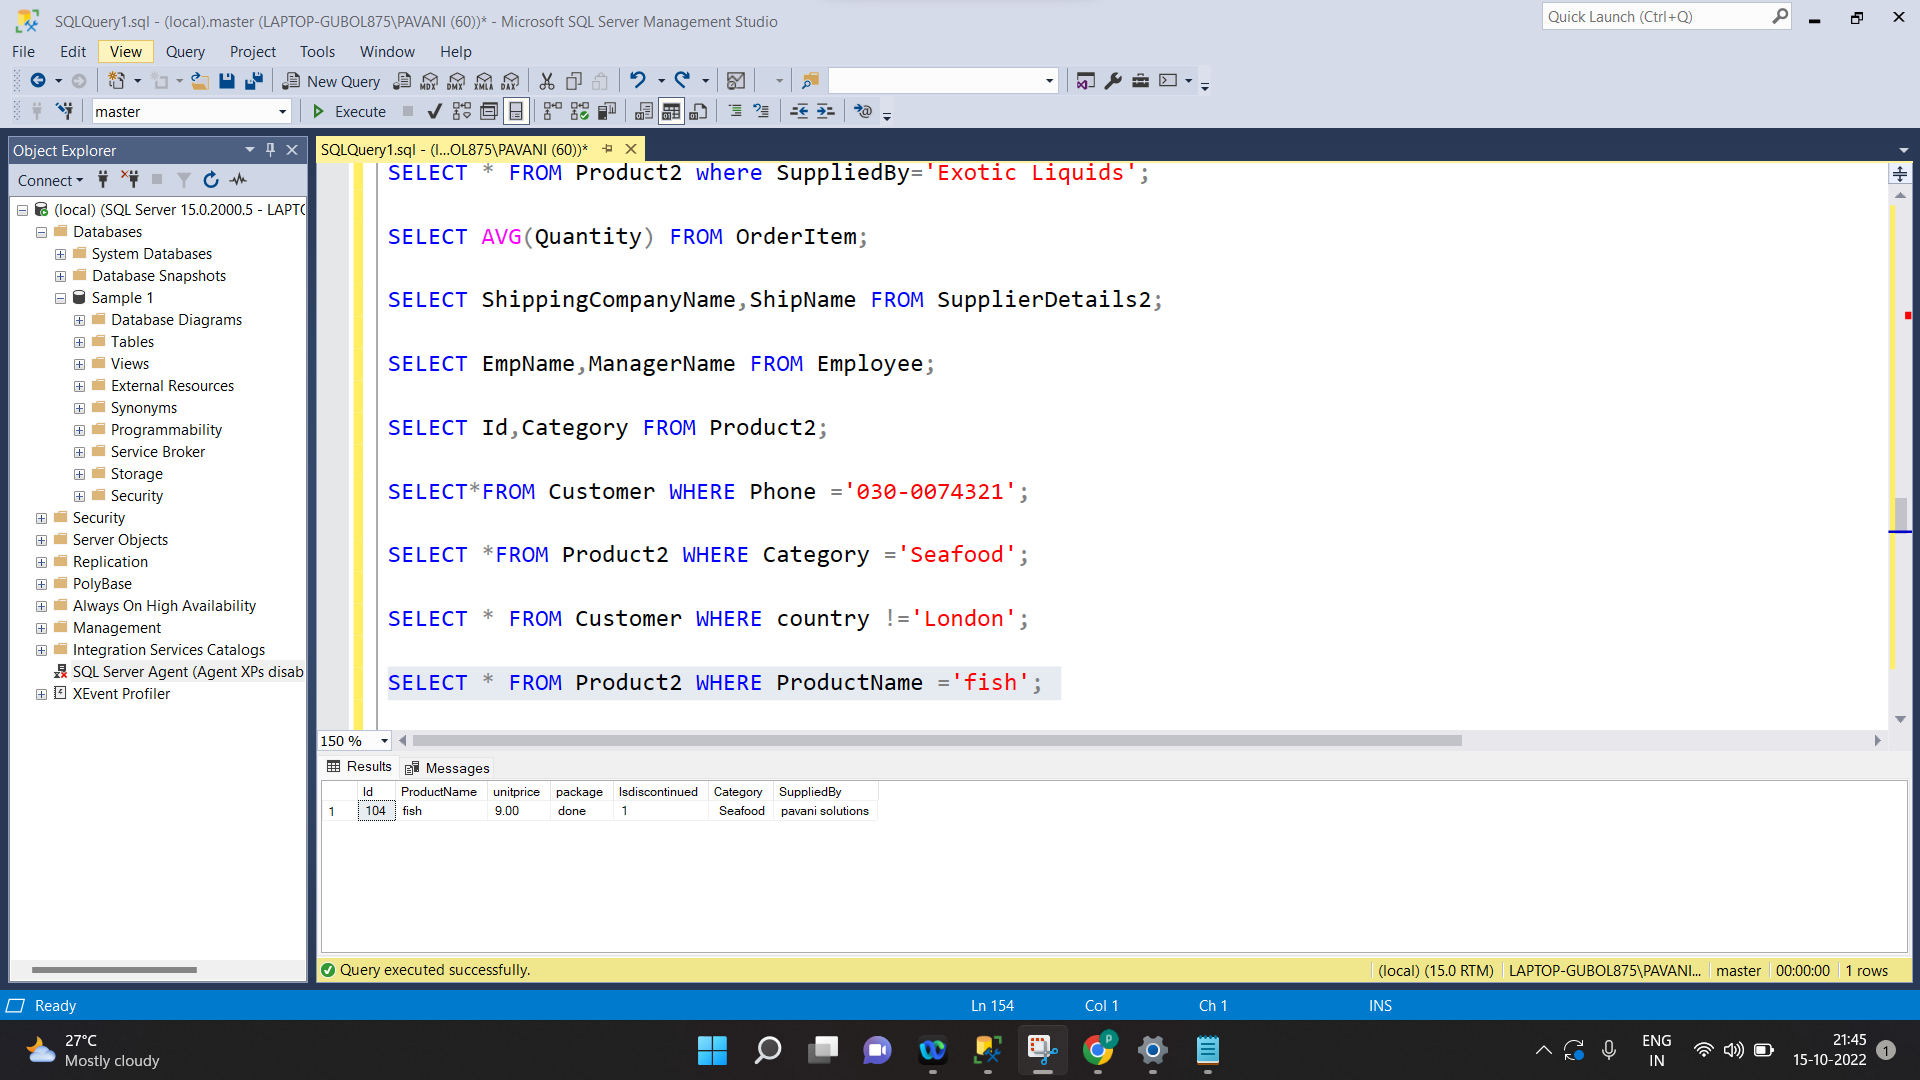 SQLQuery1.sql - (local).master (LAPTOP-GUBOL875\PAVANI (60))* - Microsoft SQL Server Management Studio
Quick Launch (Ctrl+Q)
File Edit View Query Project Tools Window Help
New Query MDX DMX XMLA DAX
master Execute
Object Explorer
Connect
(local) (SQL Server 15.0.2000.5 - LAPTO
Databases
System Databases
Database Snapshots
Sample 1
Database Diagrams
Tables
Views
External Resources
Synonyms
Programmability
Service Broker
Storage
Security
Security
Server Objects
Replication
PolyBase
Always On High Availability
Management
Integration Services Catalogs
SQL Server Agent (Agent XPs disab
XEvent Profiler
SQLQuery1.sql - (l...OL875\PAVANI (60))*
SELECT * FROM Product2 where SuppliedBy='Exotic Liquids';
SELECT AVG(Quantity) FROM OrderItem;
SELECT ShippingCompanyName,ShipName FROM SupplierDetails2;
SELECT EmpName,ManagerName FROM Employee;
SELECT Id,Category FROM Product2;
SELECT*FROM Customer WHERE Phone ='030-0074321';
SELECT *FROM Product2 WHERE Category ='Seafood';
SELECT * FROM Customer WHERE country !='London';
SELECT * FROM Product2 WHERE ProductName ='fish';
150 %
Results Messages
Id ProductName unitprice package Isdiscontinued Category SuppliedBy
1 104 fish 9.00 done 1 Seafood pavani solutions
Query executed successfully. (local) (15.0 RTM) LAPTOP-GUBOL875\PAVANI... master 00:00:00 1 rows
Ready Ln 154 Col 1 Ch 1 INS
27°C
Mostly cloudy
P
ENG
IN
21:45
15-10-2022
1